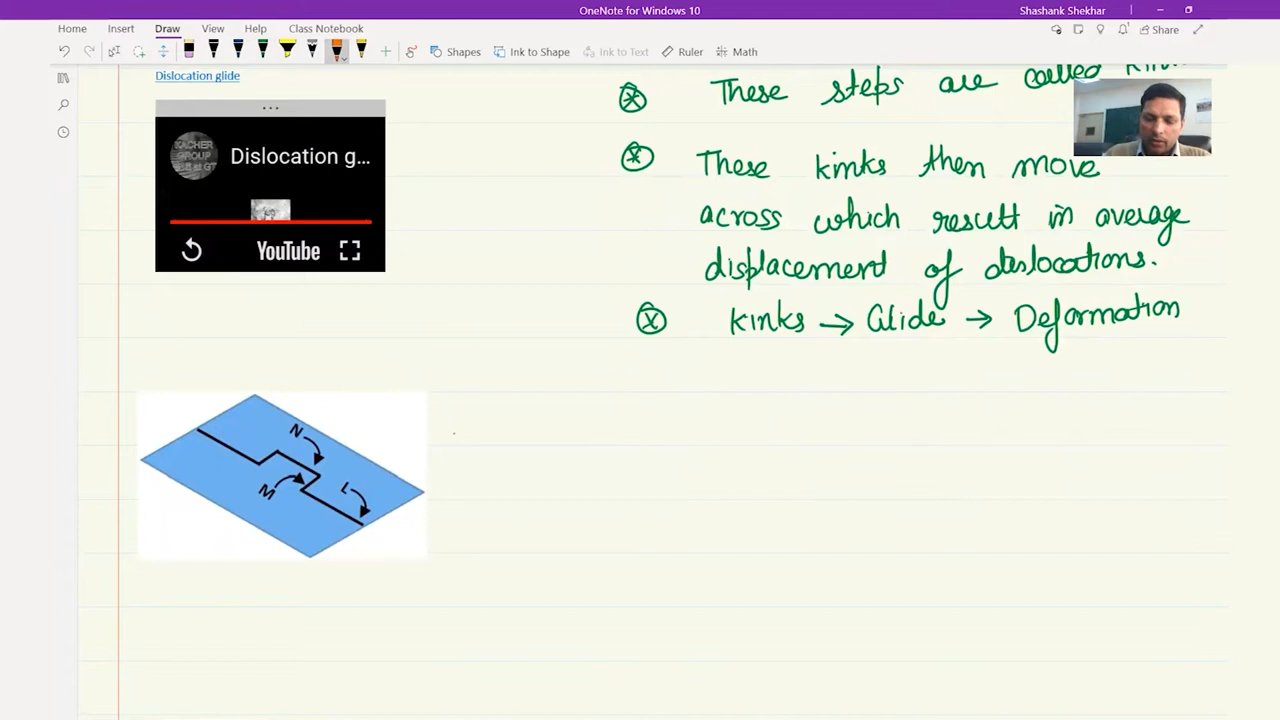 OneNote for Windows 10
Shashank Shekhar
Home Insert Draw View Help Class Notebook
Share
Shapes Ink to Shape Ink to Text Ruler Math
Dislocation glide
KACHER
GROUP
Dislocation g...
YouTube
These steps are called
These kinks then move
across which result in average
displacement of dislocations.
kinks → Glide → Deformation
N
M
L